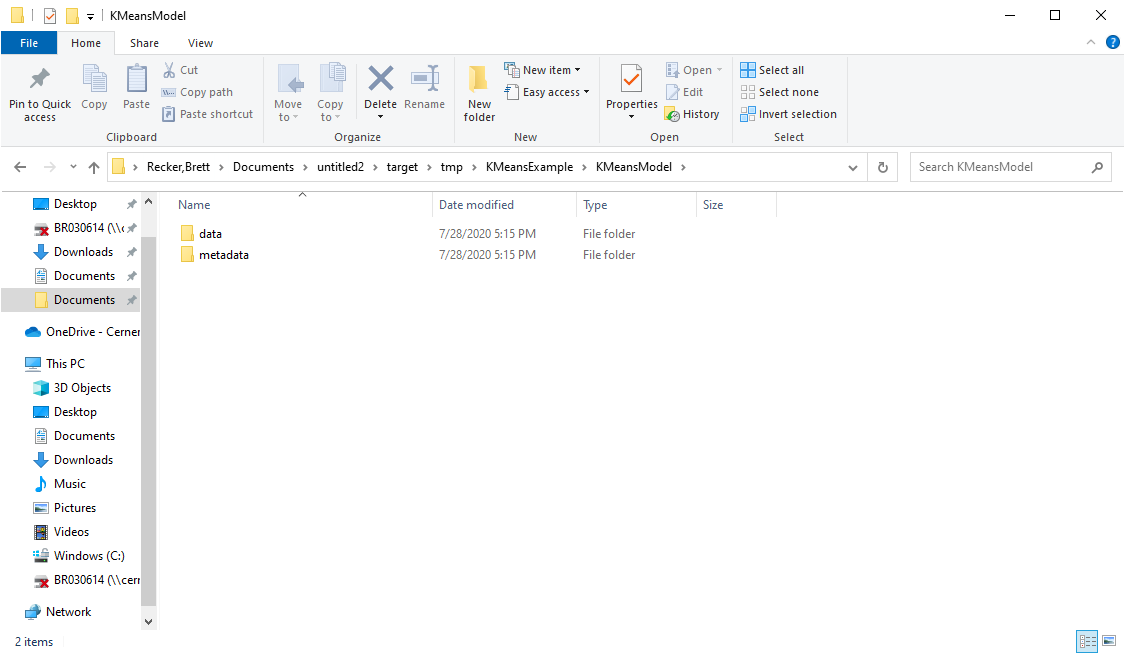 KMeansModel
File Home Share View
Pin to Quick access
Copy
Paste
Cut
Copy path
Paste shortcut
Clipboard
Move to
Copy to
Delete
Rename
Organize
New folder
New item
Easy access
New
Properties
Open
Edit
History
Open
Select all
Select none
Invert selection
Select
Recker,Brett > Documents > untitled2 > target > tmp > KMeansExample > KMeansModel >
Search KMeansModel
Name Date modified Type Size
data 7/28/2020 5:15 PM File folder
metadata 7/28/2020 5:15 PM File folder
Desktop
BR030614 (\\c
Downloads
Documents
Documents
OneDrive - Cerner
This PC
3D Objects
Desktop
Documents
Downloads
Music
Pictures
Videos
Windows (C:)
BR030614 (\\cerr
Network
2 items